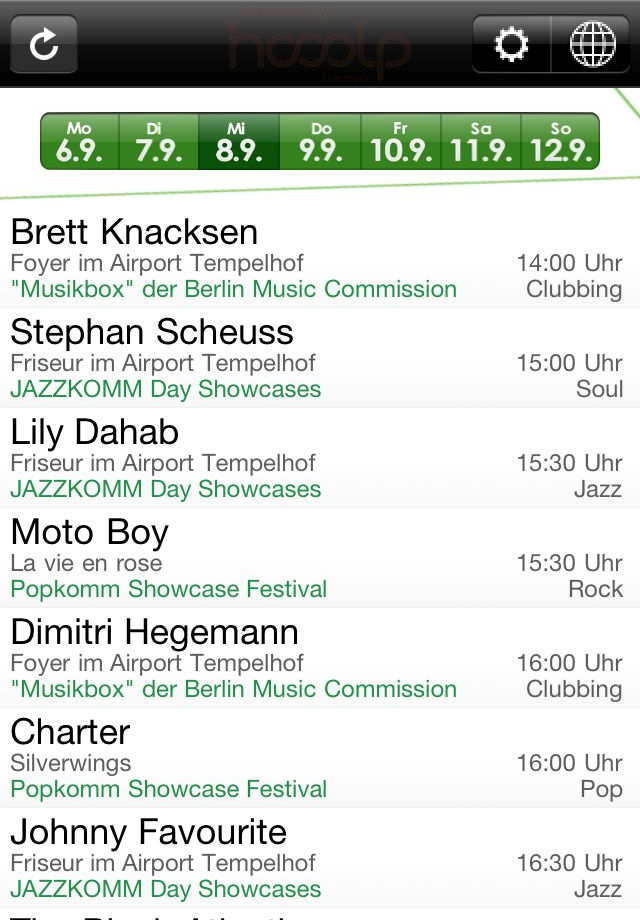 hooolp
Live music
Mo Di Mi Do Fr Sa So
6.9. 7.9. 8.9. 9.9. 10.9. 11.9. 12.9.
Brett Knacksen
Foyer im Airport Tempelhof 14:00 Uhr
"Musikbox" der Berlin Music Commission Clubbing
Stephan Scheuss
Friseur im Airport Tempelhof 15:00 Uhr
JAZZKOMM Day Showcases Soul
Lily Dahab
Friseur im Airport Tempelhof 15:30 Uhr
JAZZKOMM Day Showcases Jazz
Moto Boy
La vie en rose 15:30 Uhr
Popkomm Showcase Festival Rock
Dimitri Hegemann
Foyer im Airport Tempelhof 16:00 Uhr
"Musikbox" der Berlin Music Commission Clubbing
Charter
Silverwings 16:00 Uhr
Popkomm Showcase Festival Pop
Johnny Favourite
Friseur im Airport Tempelhof 16:30 Uhr
JAZZKOMM Day Showcases Jazz